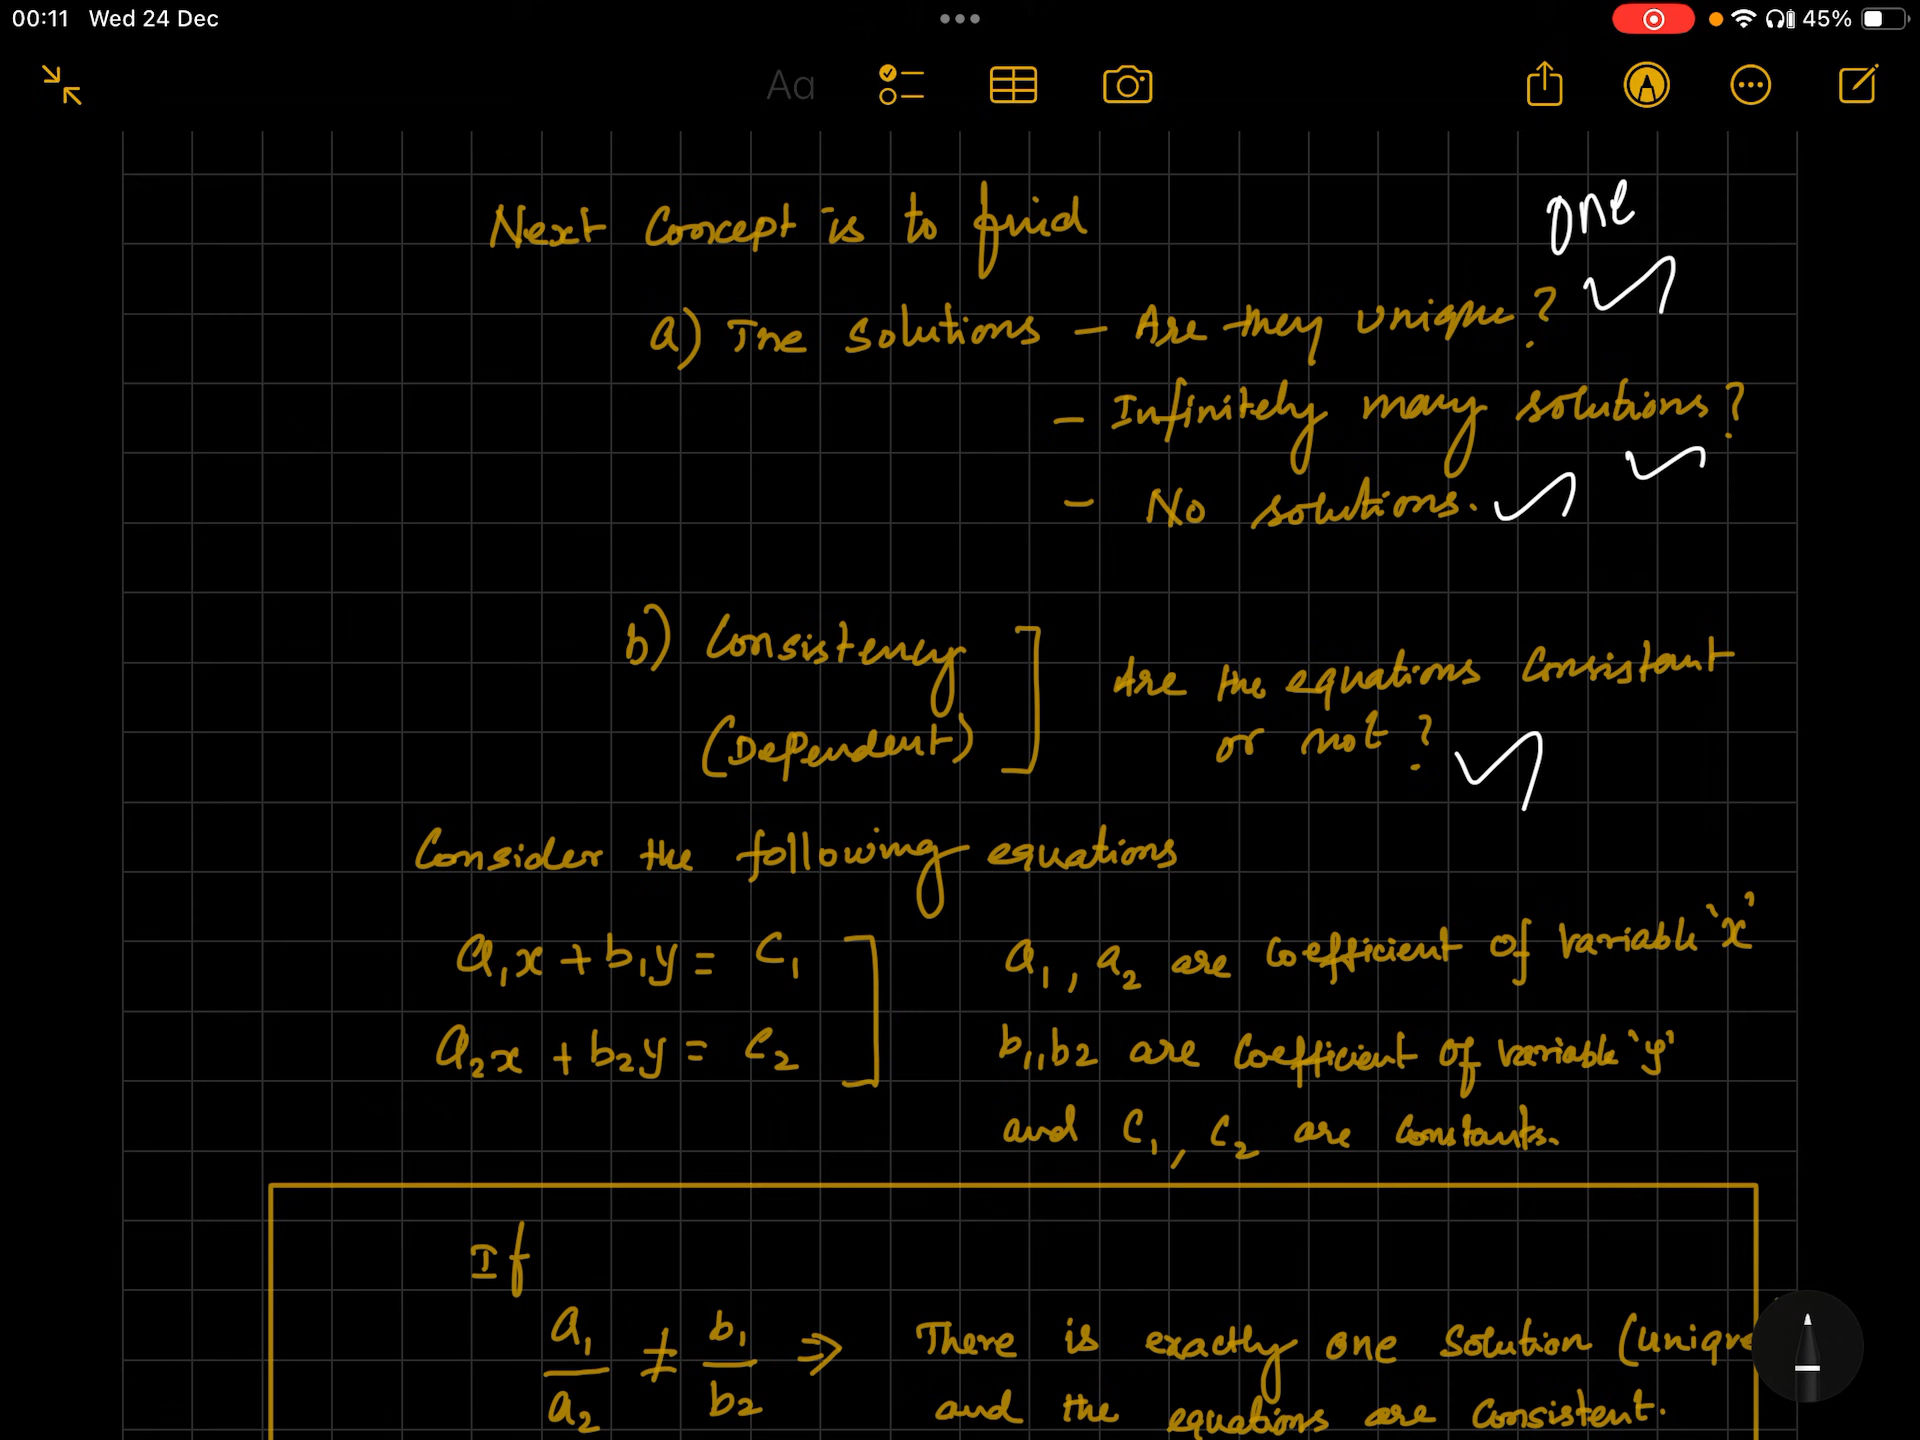 00:11 Wed 24 Dec
45%
Aa
Next Concept is to find
one
a) The solutions - Are they unique?
- Infinitely many solutions?
- No solutions.
b) Consistency
(Dependent)
Are the equations Consistant
or not?
Consider the following equations
a₁x + b₁y = C₁
a₂x + b₂y = C₂
a₁, a₂ are coefficient of variable 'x'
b₁, b₂ are coefficient of variable 'y'
and C₁, C₂ are constants.
If
a₁/a₂ ≠ b₁/b₂ ⇒ There is exactly one solution (unique
and the equations are consistent.